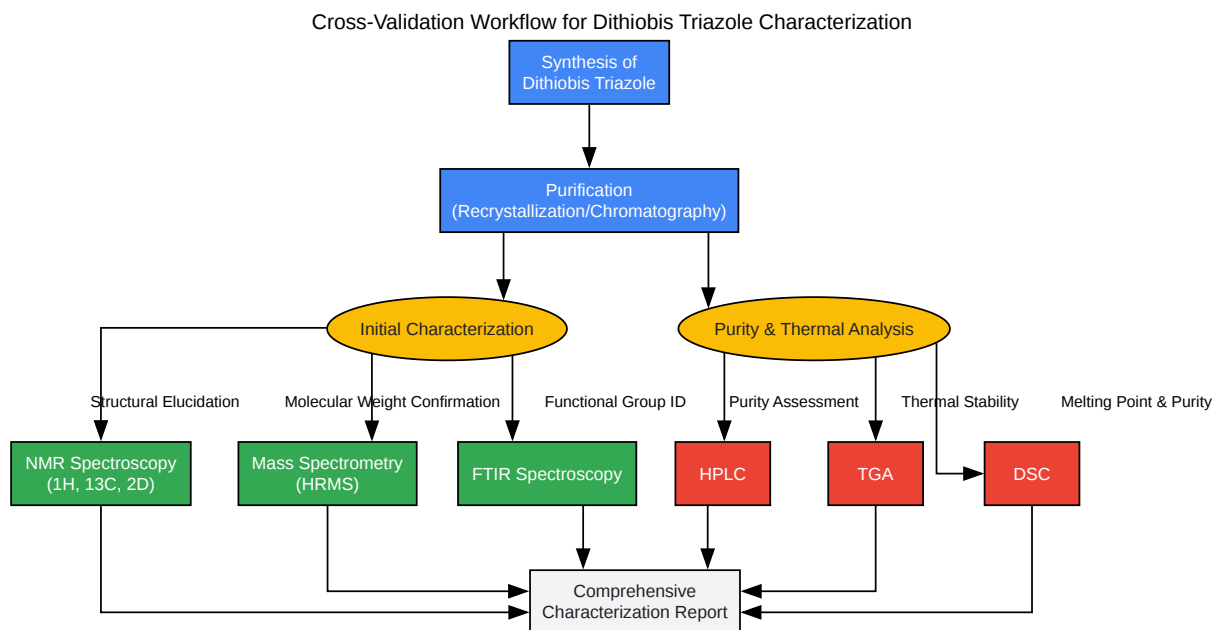 Cross-Validation Workflow for Dithiobis Triazole Characterization
Synthesis of
Dithiobis Triazole
Purification
(Recrystallization/Chromatography)
Initial Characterization
Purity & Thermal Analysis
Structural Elucidation
Molecular Weight Confirmation
Functional Group ID
Purity Assessment
Thermal Stability
Melting Point & Purity
NMR Spectroscopy
(1H, 13C, 2D)
Mass Spectrometry
(HRMS)
FTIR Spectroscopy
HPLC
TGA
DSC
Comprehensive
Characterization Report